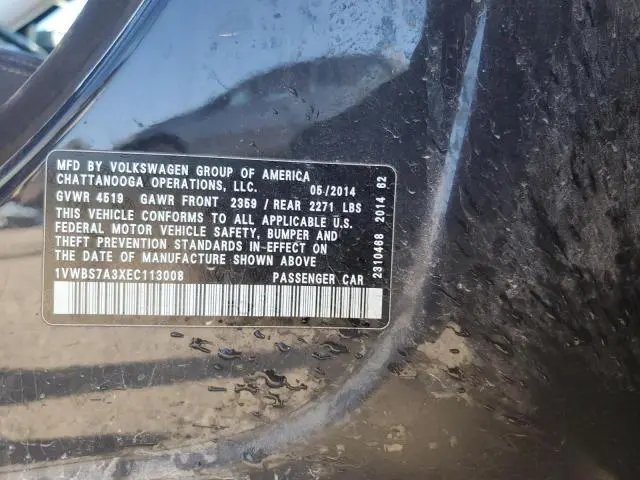 MFD BY VOLKSWAGEN GROUP OF AMERICA
CHATTANOOGA OPERATIONS, LLC. 05/2014
GVWR 4519 GAWR FRONT 2359 / REAR 2271 LBS
THIS VEHICLE CONFORMS TO ALL APPLICABLE U.S.
FEDERAL MOTOR VEHICLE SAFETY, BUMPER AND
THEFT PREVENTION STANDARDS IN-EFFECT ON
THE DATE OF MANUFACTURE SHOWN ABOVE
1VWBS7A3XEC113008 PASSENGER CAR
2310468 2014 62